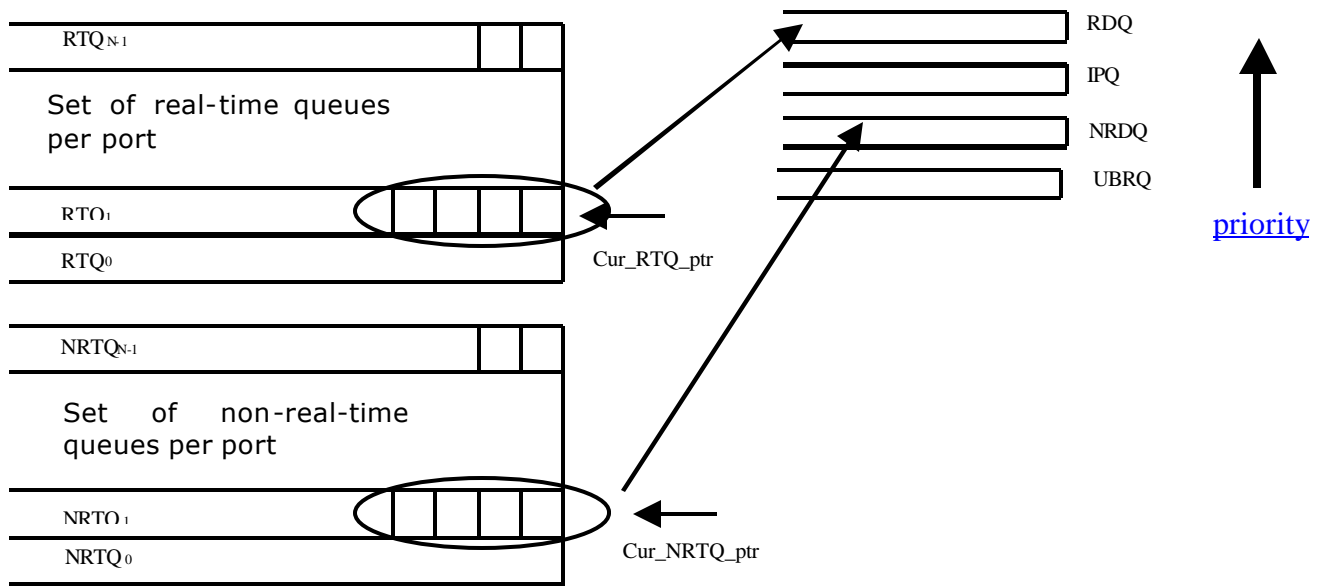 RTQ N-1
Set of real-time queues
per port
RTQ1
RTQ0
Cur_RTQ_ptr
NRTQN-1
Set of non-real-time
queues per port
NRTQ 1
NRTQ 0
Cur_NRTQ_ptr
RDQ
IPQ
NRDQ
UBRQ
priority